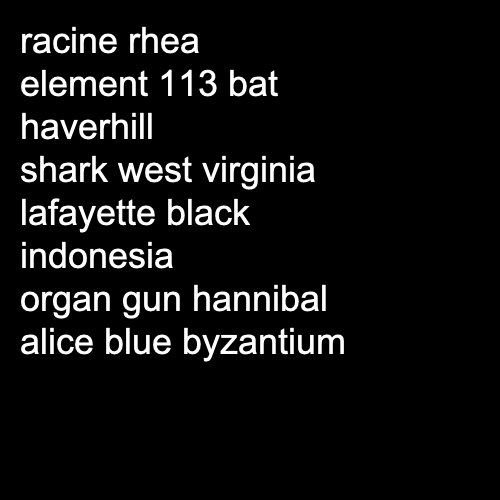 racine rhea
element 113 bat
haverhill
shark west virginia
lafayette black
indonesia
organ gun hannibal
alice blue byzantium